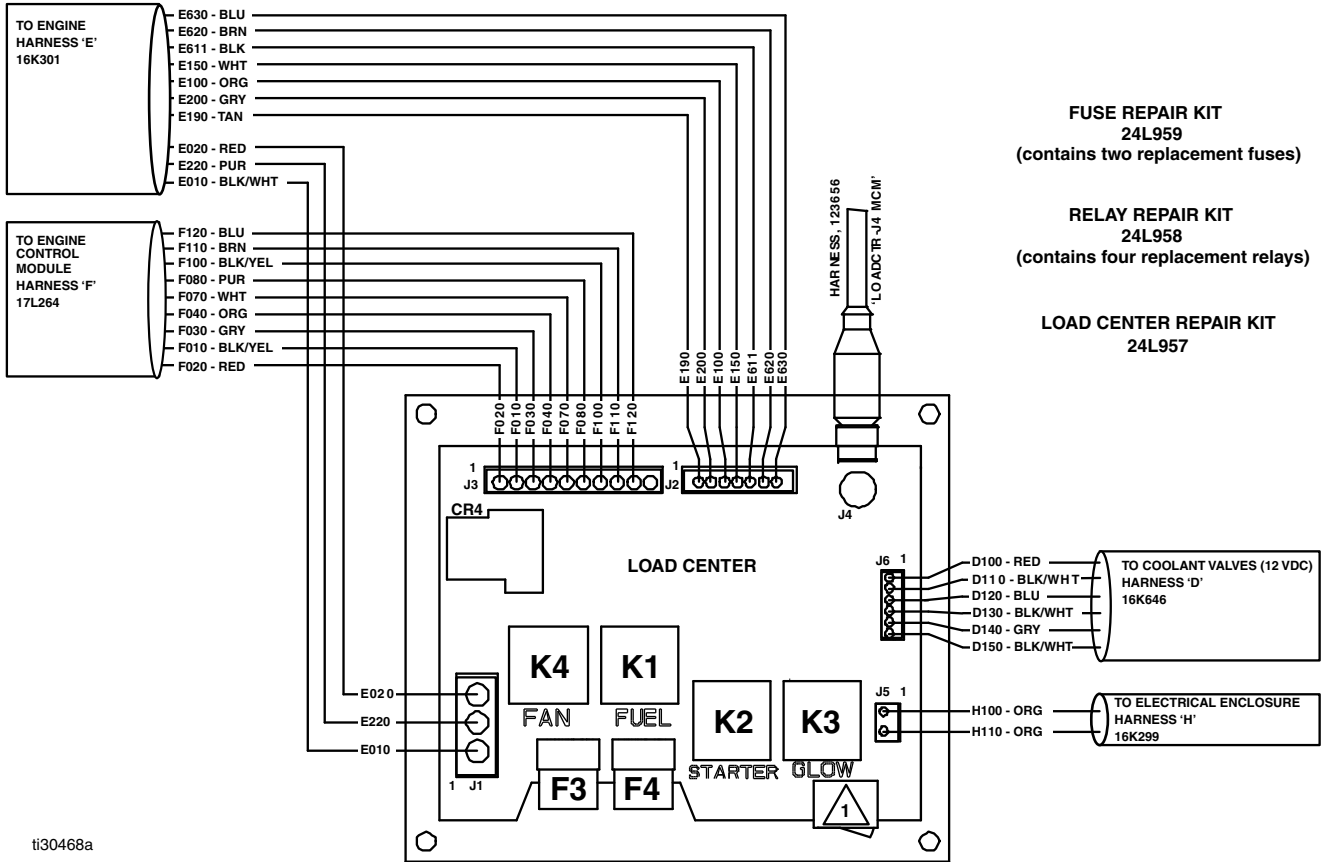 TO ENGINE
HARNESS 'E'
16K301
E630 - BLU
E620 - BRN
E611 - BLK
E150 - WHT
E100 - ORG
E200 - GRY
E190 - TAN
E020 - RED
E220 - PUR
E010 - BLK/WHT
TO ENGINE
CONTROL
MODULE
HARNESS 'F'
17L264
F120 - BLU
F110 - BRN
F100 - BLK/YEL
F080 - PUR
F070 - WHT
F040 - ORG
F030 - GRY
F010 - BLK/YEL
F020 - RED
FUSE REPAIR KIT
24L959
(contains two replacement fuses)
RELAY REPAIR KIT
24L958
(contains four replacement relays)
LOAD CENTER REPAIR KIT
24L957
HARNESS, 123656
'LOADCTR-J4 MCM'
F020
F010
F030
F040
F070
F080
F100
F110
F120
E190
E200
E100
E150
E611
E620
E630
1
J3
1
J2
J4
CR4
LOAD CENTER
J6 1
D100 - RED
D110 - BLK/WHT
D120 - BLU
D130 - BLK/WHT
D140 - GRY
D150 - BLK/WHT
TO COOLANT VALVES (12 VDC)
HARNESS 'D'
16K646
K4
FAN
K1
FUEL
K2
STARTER
K3
GLOW
J5 1
H100 - ORG
H110 - ORG
TO ELECTRICAL ENCLOSURE
HARNESS 'H'
16K299
E020
E220
E010
1 J1
F3
F4
1
ti30468a